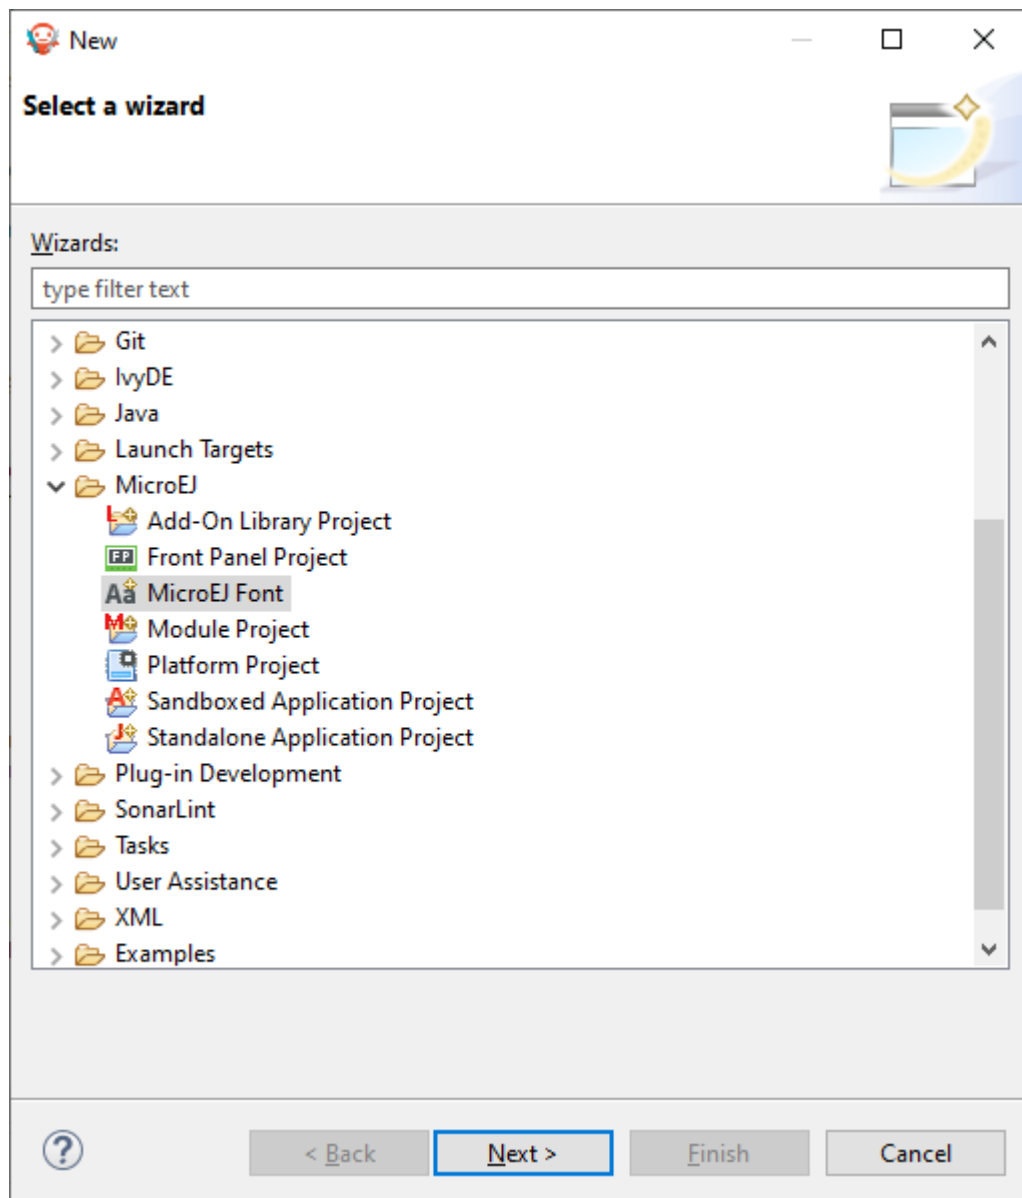 New
Select a wizard
Wizards:
type filter text
Git
IvyDE
Java
Launch Targets
MicroEJ
Add-On Library Project
FP Front Panel Project
Aa MicroEJ Font
Module Project
Platform Project
Sandboxed Application Project
Standalone Application Project
Plug-in Development
SonarLint
Tasks
User Assistance
XML
Examples
? < Back Next > Finish Cancel